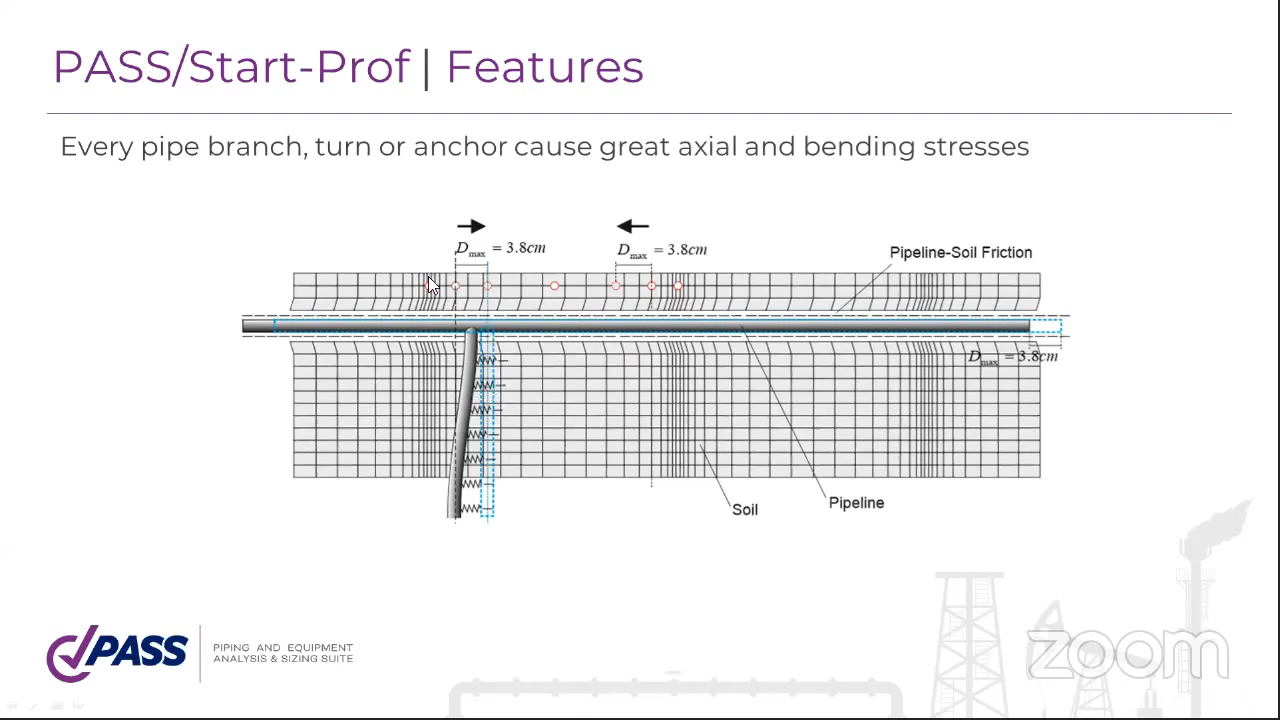 PASS/Start-Prof | Features
Every pipe branch, turn or anchor cause great axial and bending stresses
Dmax = 3.8cm
Dmax = 3.8cm
Pipeline-Soil Friction
Dmax = 3.8cm
Soil
Pipeline
PASS
PIPING AND EQUIPMENT
ANALYSIS & SIZING SUITE
zoom